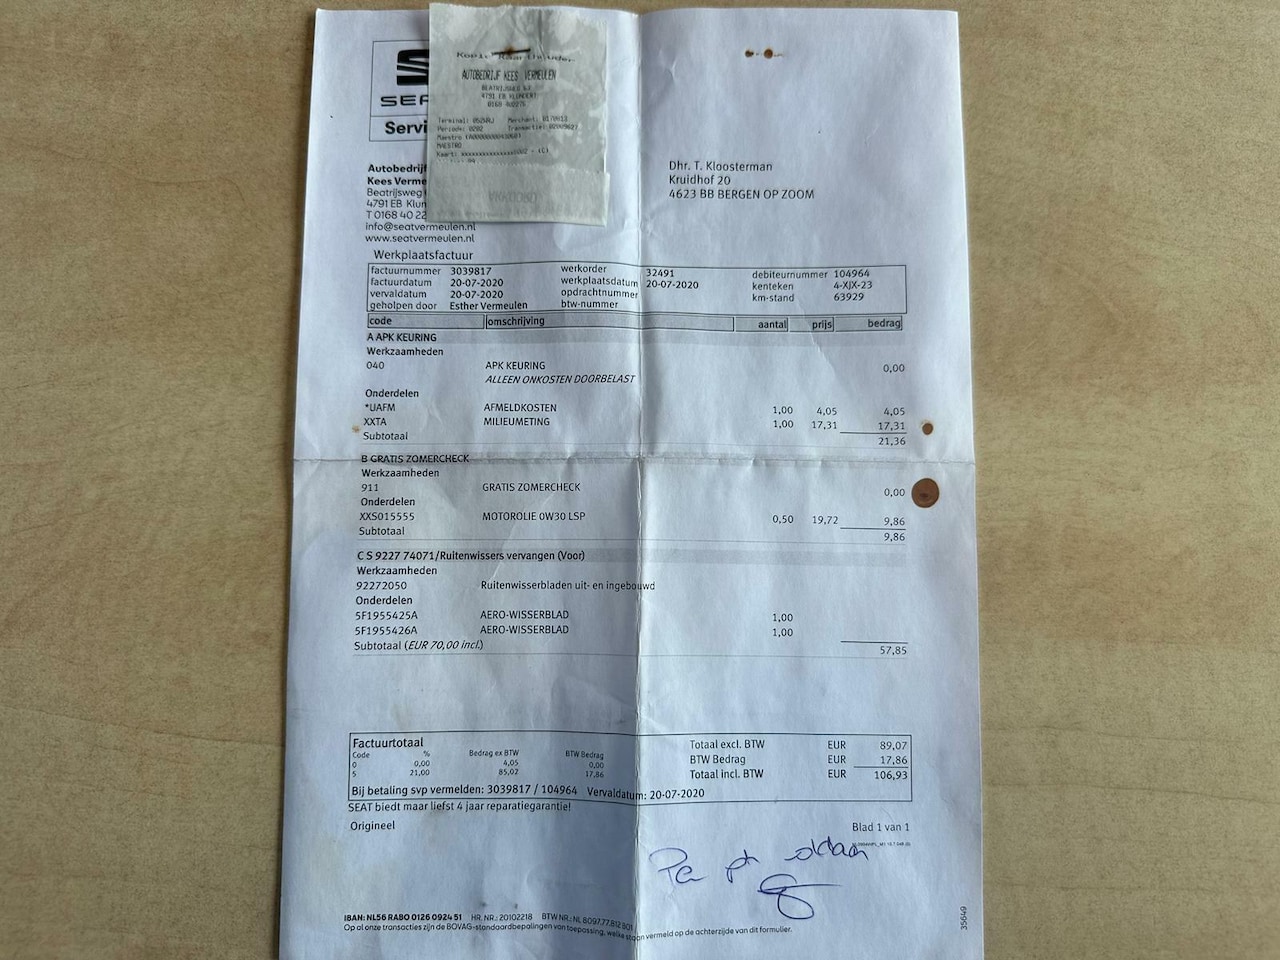 AUTOBEDRIJF KEES VERMEULEN
4791 EB
Terminal: Merchant:
Periode: Transactie:
Maestro
MAESTRO
Kaart:
VKKOORD
SEA
Servi
Autobedrijf
Kees Verme
Beatrijsweg
4791 EB Klun
T 0168 40 22
info@seatvermeulen.nl
www.seatvermeulen.nl
Dhr. T. Kloosterman
Kruidhof 20
4623 BB BERGEN OP ZOOM
Werkplaatsfactuur
factuurnummer 3039817 werkorder 32491 debiteurnummer 104964
factuurdatum 20-07-2020 werkplaatsdatum 20-07-2020 kenteken 4-XJX-23
vervaldatum 20-07-2020 opdrachtnummer km-stand 63929
geholpen door Esther Vermeulen btw-nummer
code omschrijving aantal prijs bedrag
A APK KEURING
Werkzaamheden
040 APK KEURING 0,00
ALLEEN ONKOSTEN DOORBELAST
Onderdelen
*UAFM AFMELDKOSTEN 1,00 4,05 4,05
XXTA MILIEUMETING 1,00 17,31 17,31
Subtotaal 21,36
B GRATIS ZOMERCHECK
Werkzaamheden
911 GRATIS ZOMERCHECK 0,00
Onderdelen
XXS015555 MOTOROLIE 0W30 LSP 0,50 19,72 9,86
Subtotaal 9,86
C S 9227 74071/Ruitenwissers vervangen (Voor)
Werkzaamheden
92272050 Ruitenwisserbladen uit- en ingebouwd
Onderdelen
5F1955425A AERO-WISSERBLAD 1,00
5F1955426A AERO-WISSERBLAD 1,00
Subtotaal (EUR 70,00 incl.) 57,85
Factuurtotaal
Code % Bedrag ex BTW BTW Bedrag
0 0,00 4,05 0,00
S 21,00 85,02 17,86
Totaal excl. BTW EUR 89,07
BTW Bedrag EUR 17,86
Totaal incl. BTW EUR 106,93
Bij betaling svp vermelden: 3039817 / 104964 Vervaldatum: 20-07-2020
SEAT biedt maar liefst 4 jaar reparatiegarantie!
Origineel Blad 1 van 1
Per pin voldaan
IBAN: NL56 RABO 0126 0924 51 HR. NR.: 20102218 BTW NR.: NL 8097.77.812 B01
Op al onze transacties zijn de BOVAG-standaardbepalingen van toepassing, welke staan vermeld op de achterzijde van dit formulier.
35649